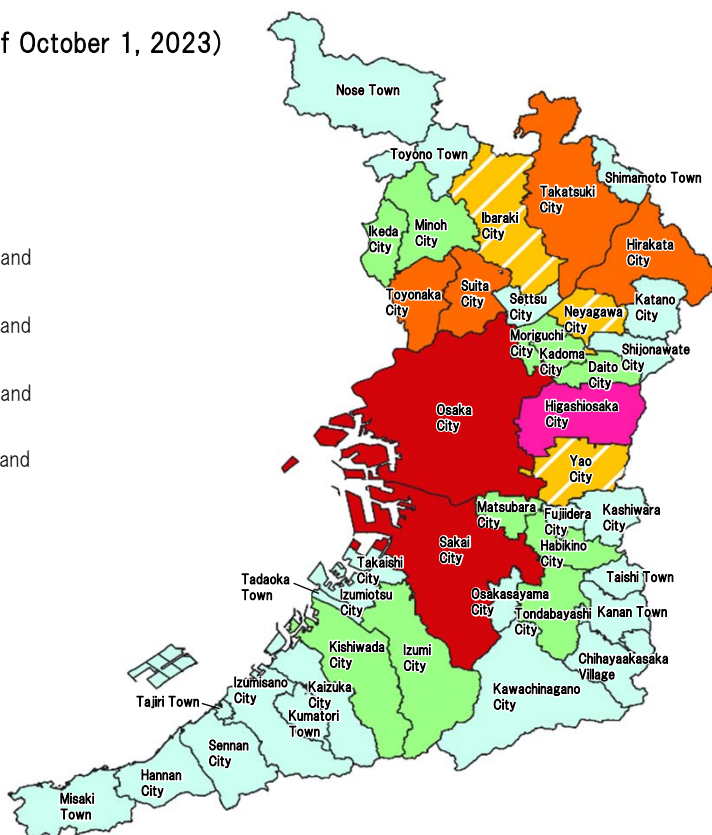 f October 1, 2023)
Nose Town
Toyono Town
Shimamoto Town
Takatsuki
City
Ibaraki
City
Ikeda
City
Minoh
City
Hirakata
City
and
Toyonaka
City
Suita
City
Settsu
City
Katano
City
Neyagawa
City
and
Moriguchi
City
Kadoma
City
Shijonawate
City
Daito
City
and
Osaka
City
Higashiosaka
City
and
Yao
City
Matsubara
City
Fujiidera
City
Kashiwara
City
Sakai
City
Habikino
City
Takaishi
City
Taishi Town
Tadaoka
Town
Izumiotsu
City
Osakasayama
City
Tondabayashi
City
Kanan Town
Kishiwada
City
Izumi
City
Chihayaakasaka
Village
Izumisano
City
Kaizuka
City
Kawachinagano
City
Tajiri Town
Kumatori
Town
Sennan
City
Hannan
City
Misaki
Town